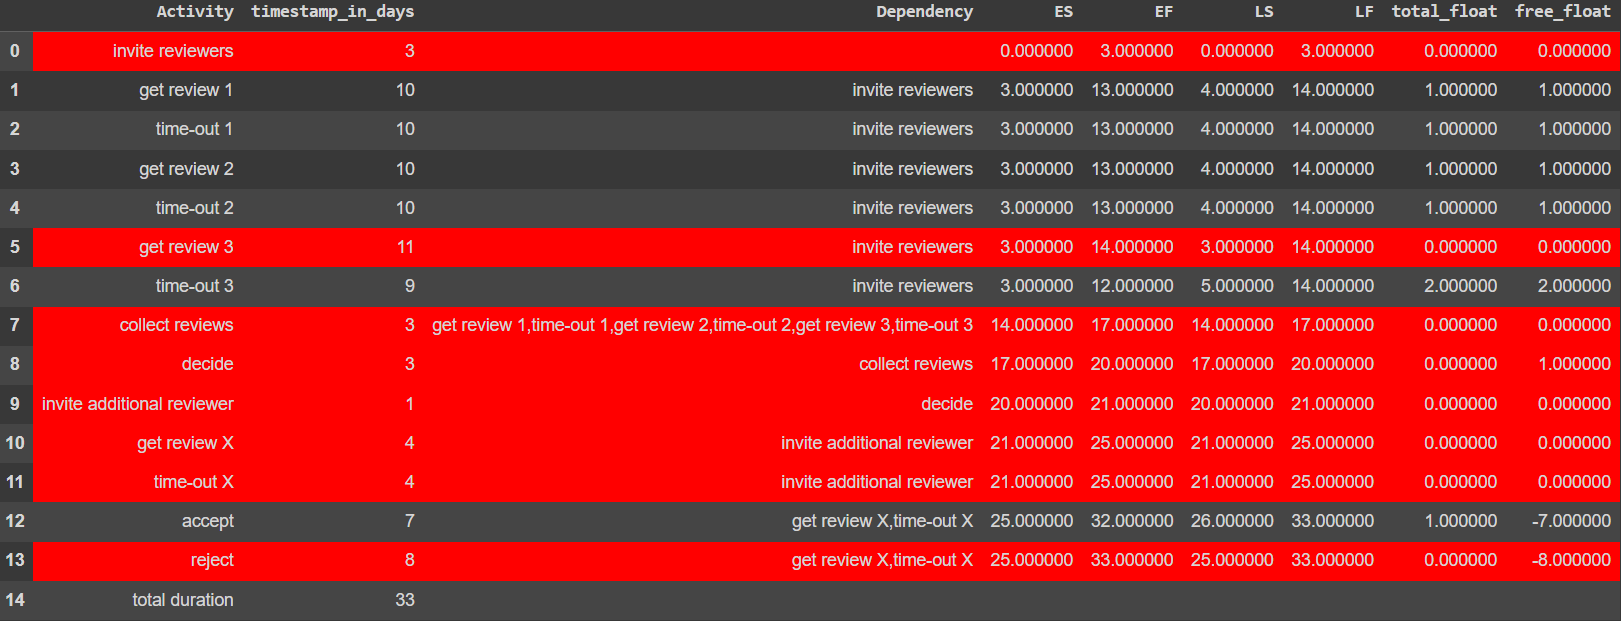 Activity timestamp_in_days Dependency ES EF LS LF total_float free_float
0 invite reviewers 3 0.000000 3.000000 0.000000 3.000000 0.000000 0.000000
1 get review 1 10 invite reviewers 3.000000 13.000000 4.000000 14.000000 1.000000 1.000000
2 time-out 1 10 invite reviewers 3.000000 13.000000 4.000000 14.000000 1.000000 1.000000
3 get review 2 10 invite reviewers 3.000000 13.000000 4.000000 14.000000 1.000000 1.000000
4 time-out 2 10 invite reviewers 3.000000 13.000000 4.000000 14.000000 1.000000 1.000000
5 get review 3 11 invite reviewers 3.000000 14.000000 3.000000 14.000000 0.000000 0.000000
6 time-out 3 9 invite reviewers 3.000000 12.000000 5.000000 14.000000 2.000000 2.000000
7 collect reviews 3 get review 1,time-out 1,get review 2,time-out 2,get review 3,time-out 3 14.000000 17.000000 14.000000 17.000000 0.000000 0.000000
8 decide 3 collect reviews 17.000000 20.000000 17.000000 20.000000 0.000000 1.000000
9 invite additional reviewer 1 decide 20.000000 21.000000 20.000000 21.000000 0.000000 0.000000
10 get review X 4 invite additional reviewer 21.000000 25.000000 21.000000 25.000000 0.000000 0.000000
11 time-out X 4 invite additional reviewer 21.000000 25.000000 21.000000 25.000000 0.000000 0.000000
12 accept 7 get review X,time-out X 25.000000 32.000000 26.000000 33.000000 1.000000 -7.000000
13 reject 8 get review X,time-out X 25.000000 33.000000 25.000000 33.000000 0.000000 -8.000000
14 total duration 33